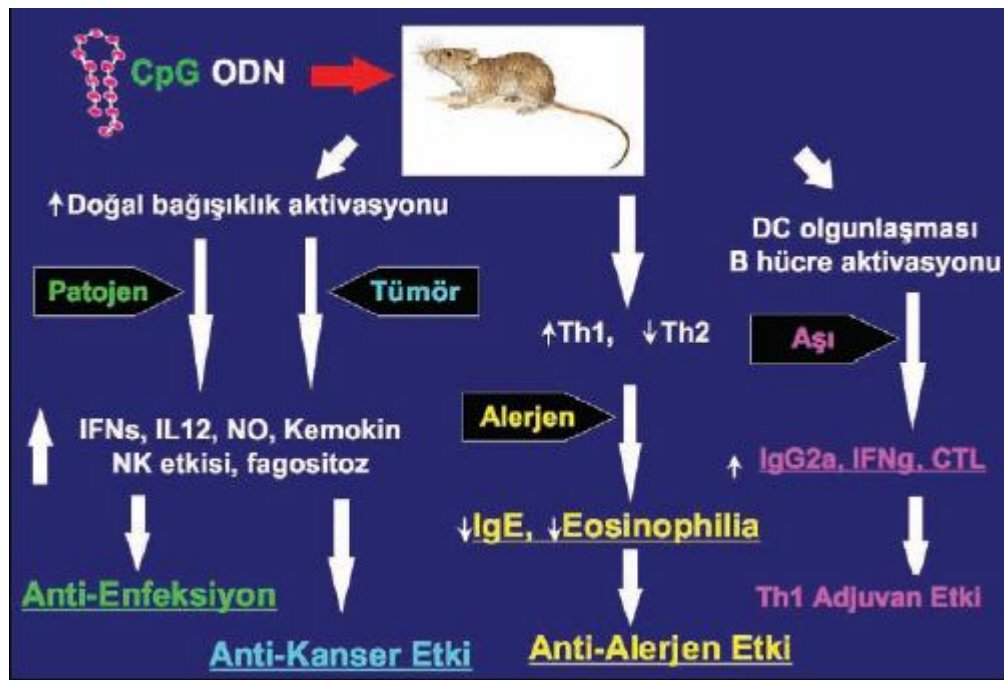 CpG ODN
↑Doğal bağışıklık aktivasyonu
DC olgunlaşması
B hücre aktivasyonu
Patojen
Tümör
↑Th1, ↓Th2
Aşı
Alerjen
IFNs, IL12, NO, Kemokin
NK etkisi, fagositoz
↑ IgG2a, IFNg, CTL
↓IgE, ↓Eosinophilia
Anti-Enfeksiyon
Th1 Adjuvan Etki
Anti-Kanser Etki
Anti-Alerjen Etki